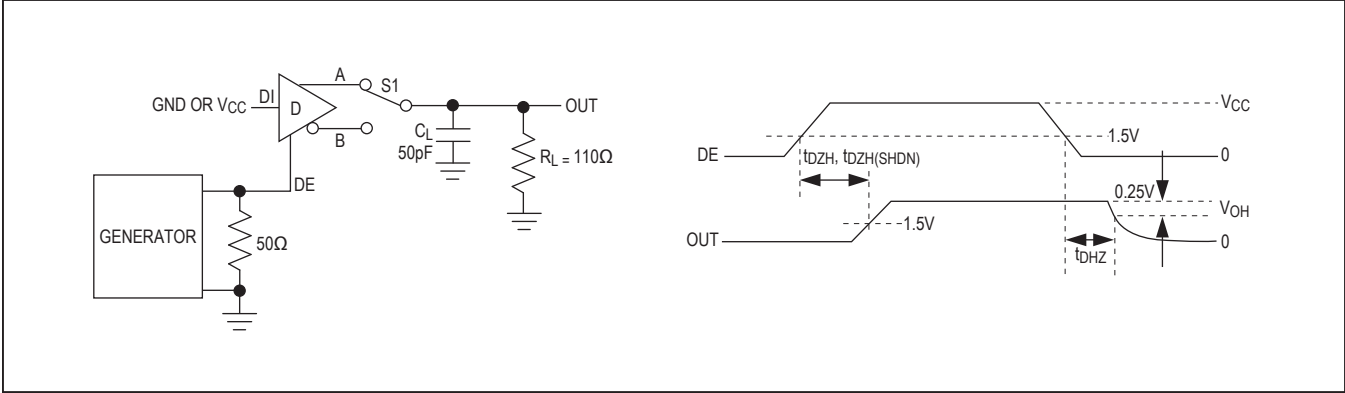 GND OR VCC
DI
D
A
B
S1
OUT
CL
50pF
RL = 110Ω
DE
GENERATOR
50Ω
DE
VCC
1.5V
0
tDZH, tDZH(SHDN)
0.25V
VOH
OUT
1.5V
0
tDHZ